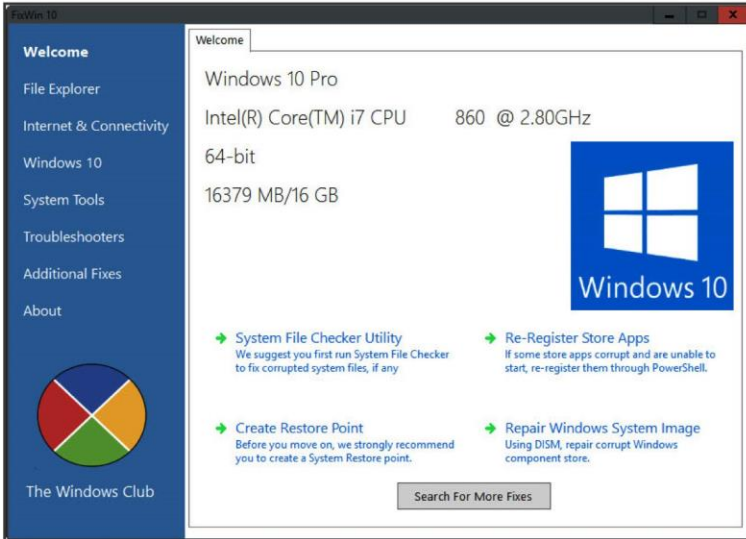 FixWin 10
Welcome
File Explorer
Internet & Connectivity
Windows 10
System Tools
Troubleshooters
Additional Fixes
About
The Windows Club
Welcome
Windows 10 Pro
Intel(R) Core(TM) i7 CPU 860 @ 2.80GHz
64-bit
16379 MB/16 GB
Windows 10
System File Checker Utility
We suggest you first run System File Checker
to fix corrupted system files, if any
Re-Register Store Apps
If some store apps corrupt and are unable to
start, re-register them through PowerShell.
Create Restore Point
Before you move on, we strongly recommend
you to create a System Restore point.
Repair Windows System Image
Using DISM, repair corrupt Windows
component store.
Search For More Fixes